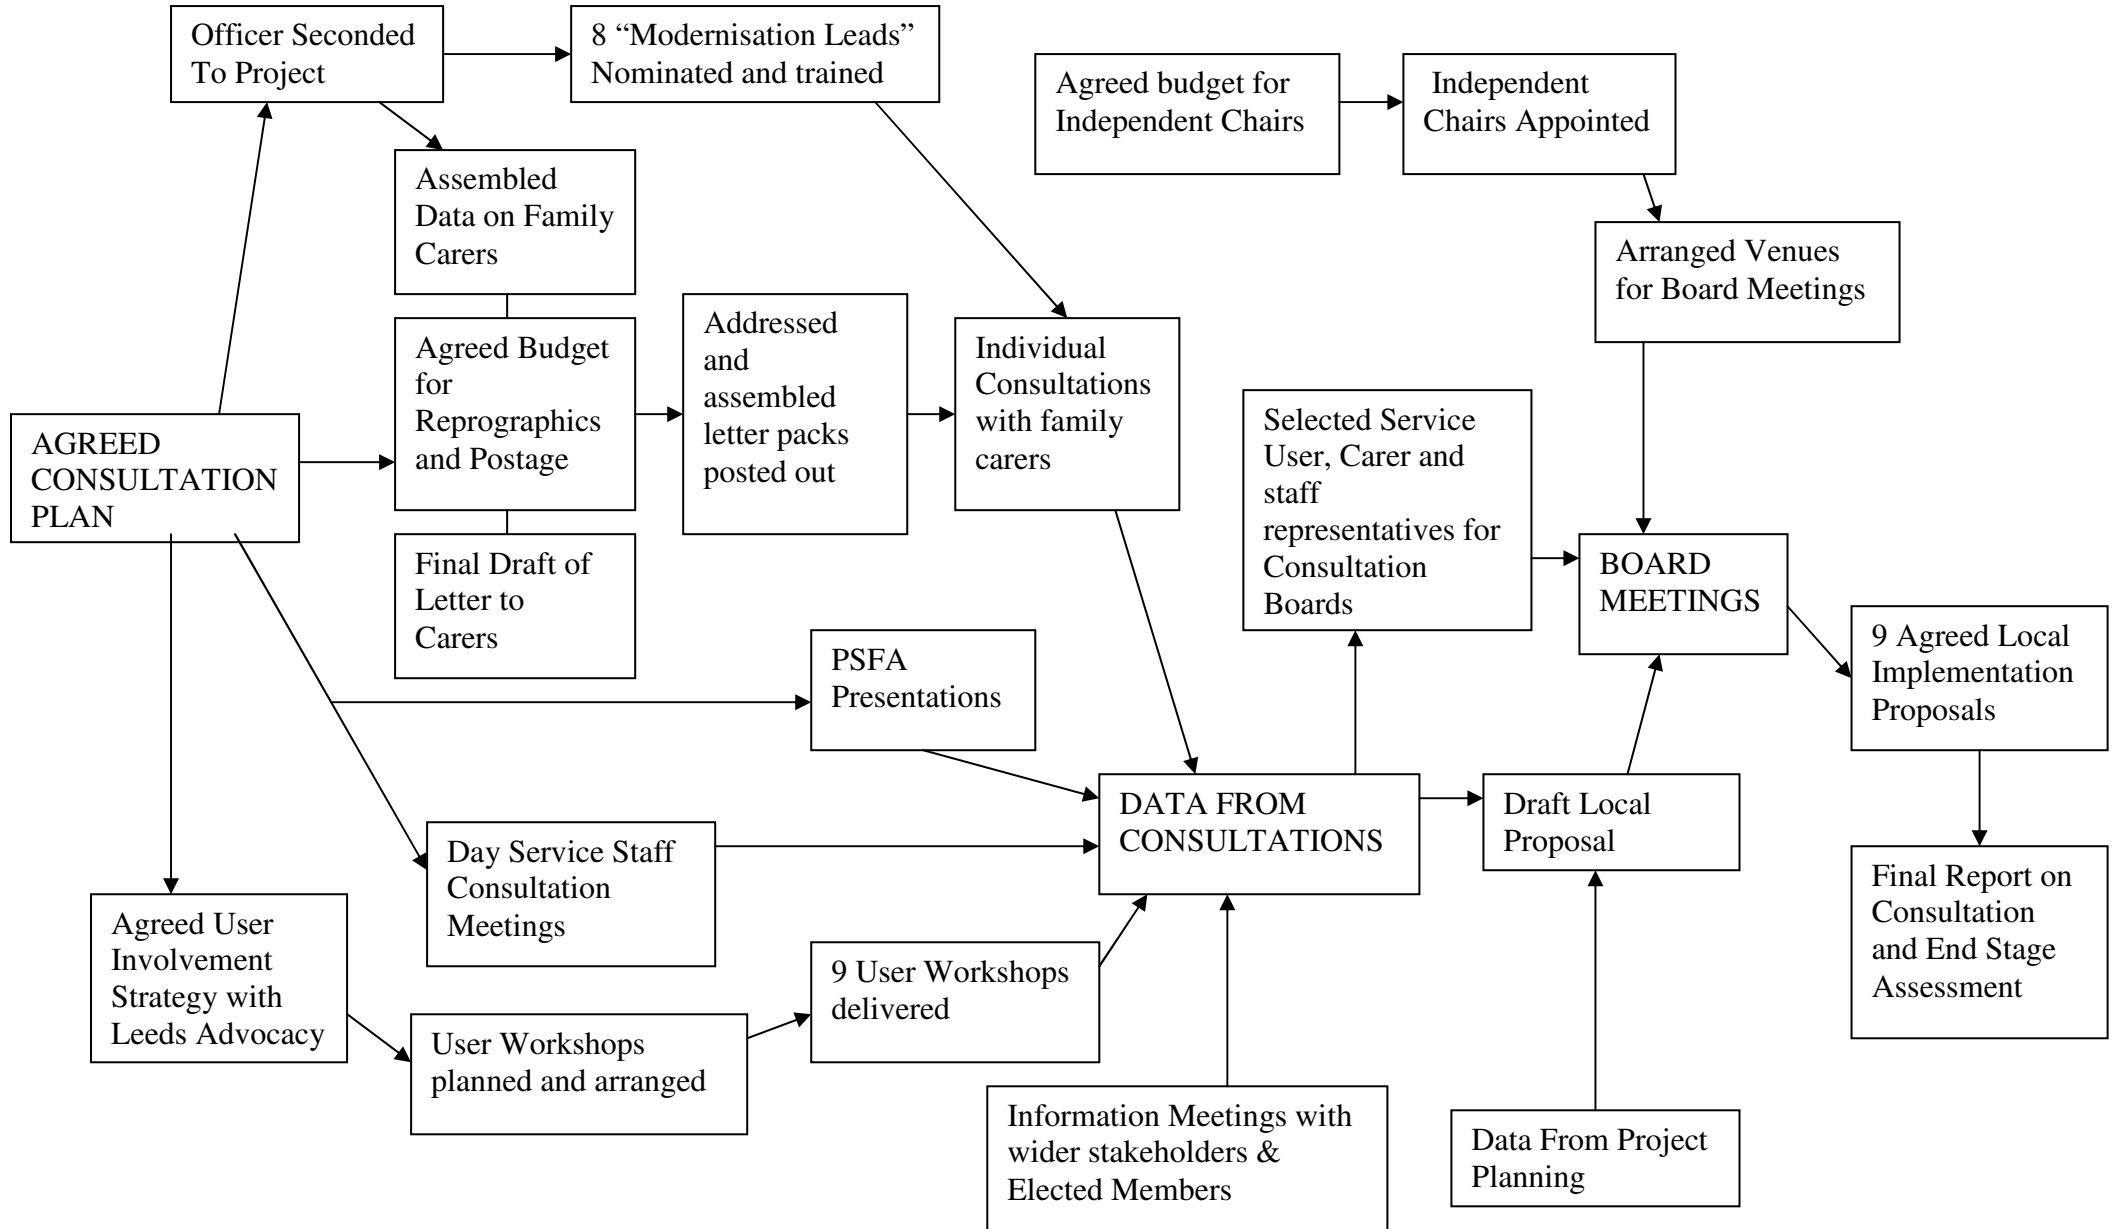 Officer Seconded
To Project
8 “Modernisation Leads”
Nominated and trained
Agreed budget for
Independent Chairs
Independent
Chairs Appointed
Assembled
Data on Family
Carers
Arranged Venues
for Board Meetings
Agreed Budget
for
Reprographics
and Postage
Addressed
and
assembled
letter packs
posted out
Individual
Consultations
with family
carers
Selected Service
User, Carer and
staff
representatives for
Consultation
Boards
AGREED
CONSULTATION
PLAN
Final Draft of
Letter to
Carers
BOARD
MEETINGS
9 Agreed Local
Implementation
Proposals
PSFA
Presentations
DATA FROM
CONSULTATIONS
Draft Local
Proposal
Day Service Staff
Consultation
Meetings
Final Report on
Consultation
and End Stage
Assessment
Agreed User
Involvement
Strategy with
Leeds Advocacy
9 User Workshops
delivered
User Workshops
planned and arranged
Information Meetings with
wider stakeholders &
Elected Members
Data From Project
Planning